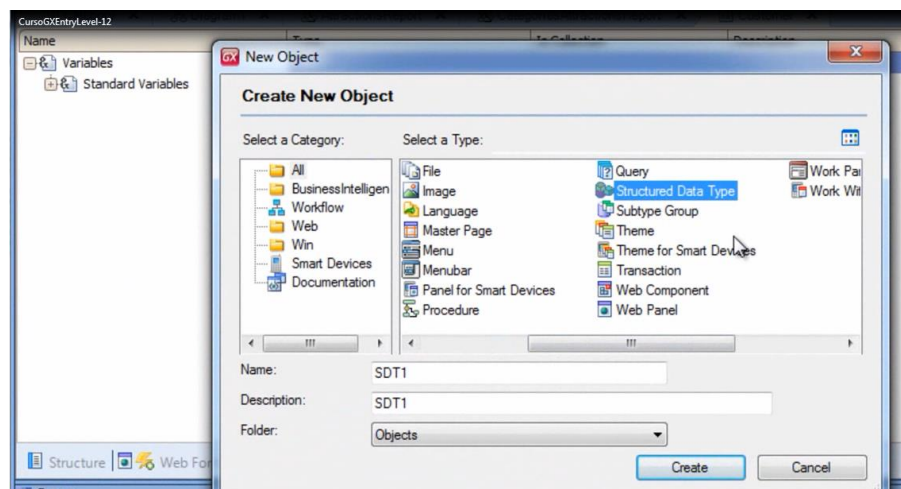 CursoGXEntryLevel-12
Name
Variables
Standard Variables
GX New Object
Create New Object
Select a Category:
Select a Type:
All
BusinessIntelligen
Workflow
Web
Win
Smart Devices
Documentation
File
Image
Language
Master Page
Menu
Menubar
Panel for Smart Devices
Procedure
Query
Structured Data Type
Subtype Group
Theme
Theme for Smart Devices
Transaction
Web Component
Web Panel
Work Pa
Work Wit
Name: SDT1
Description: SDT1
Folder: Objects
Create Cancel
Structure Web For